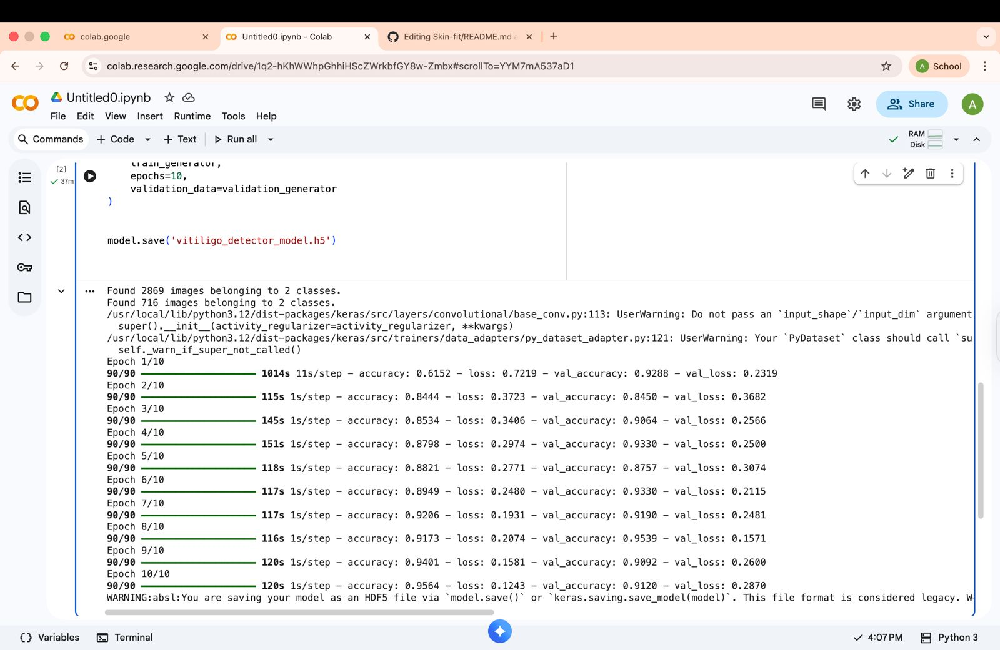 colab.google
Untitled0.ipynb - Colab
Editing Skin-fit/README.md a
colab.research.google.com/drive/1q2-hKhWWhpGhhiHScZWrkbfGY8w-Zmbx#scrollTo=YYM7mA537aD1
A School
Untitled0.ipynb
File Edit View Insert Runtime Tools Help
Share
A
Commands + Code + Text Run all
RAM
Disk
[2]
37m
train_generator,
epochs=10,
validation_data=validation_generator
)
model.save('vitiligo_detector_model.h5')
Found 2869 images belonging to 2 classes.
Found 716 images belonging to 2 classes.
/usr/local/lib/python3.12/dist-packages/keras/src/layers/convolutional/base_conv.py:113: UserWarning: Do not pass an `input_shape`/`input_dim` argument
super().__init__(activity_regularizer=activity_regularizer, **kwargs)
/usr/local/lib/python3.12/dist-packages/keras/src/trainers/data_adapters/py_dataset_adapter.py:121: UserWarning: Your `PyDataset` class should call `su
self._warn_if_super_not_called()
Epoch 1/10
90/90 1014s 11s/step - accuracy: 0.6152 - loss: 0.7219 - val_accuracy: 0.9288 - val_loss: 0.2319
Epoch 2/10
90/90 115s 1s/step - accuracy: 0.8444 - loss: 0.3723 - val_accuracy: 0.8450 - val_loss: 0.3682
Epoch 3/10
90/90 145s 1s/step - accuracy: 0.8534 - loss: 0.3406 - val_accuracy: 0.9064 - val_loss: 0.2566
Epoch 4/10
90/90 151s 1s/step - accuracy: 0.8798 - loss: 0.2974 - val_accuracy: 0.9330 - val_loss: 0.2500
Epoch 5/10
90/90 118s 1s/step - accuracy: 0.8821 - loss: 0.2771 - val_accuracy: 0.8757 - val_loss: 0.3074
Epoch 6/10
90/90 117s 1s/step - accuracy: 0.8949 - loss: 0.2480 - val_accuracy: 0.9330 - val_loss: 0.2115
Epoch 7/10
90/90 117s 1s/step - accuracy: 0.9206 - loss: 0.1931 - val_accuracy: 0.9190 - val_loss: 0.2481
Epoch 8/10
90/90 116s 1s/step - accuracy: 0.9173 - loss: 0.2074 - val_accuracy: 0.9539 - val_loss: 0.1571
Epoch 9/10
90/90 120s 1s/step - accuracy: 0.9401 - loss: 0.1581 - val_accuracy: 0.9092 - val_loss: 0.2600
Epoch 10/10
90/90 120s 1s/step - accuracy: 0.9564 - loss: 0.1243 - val_accuracy: 0.9120 - val_loss: 0.2870
WARNING:absl:You are saving your model as an HDF5 file via `model.save()` or `keras.saving.save_model(model)`. This file format is considered legacy. W
Variables Terminal
4:07 PM Python 3